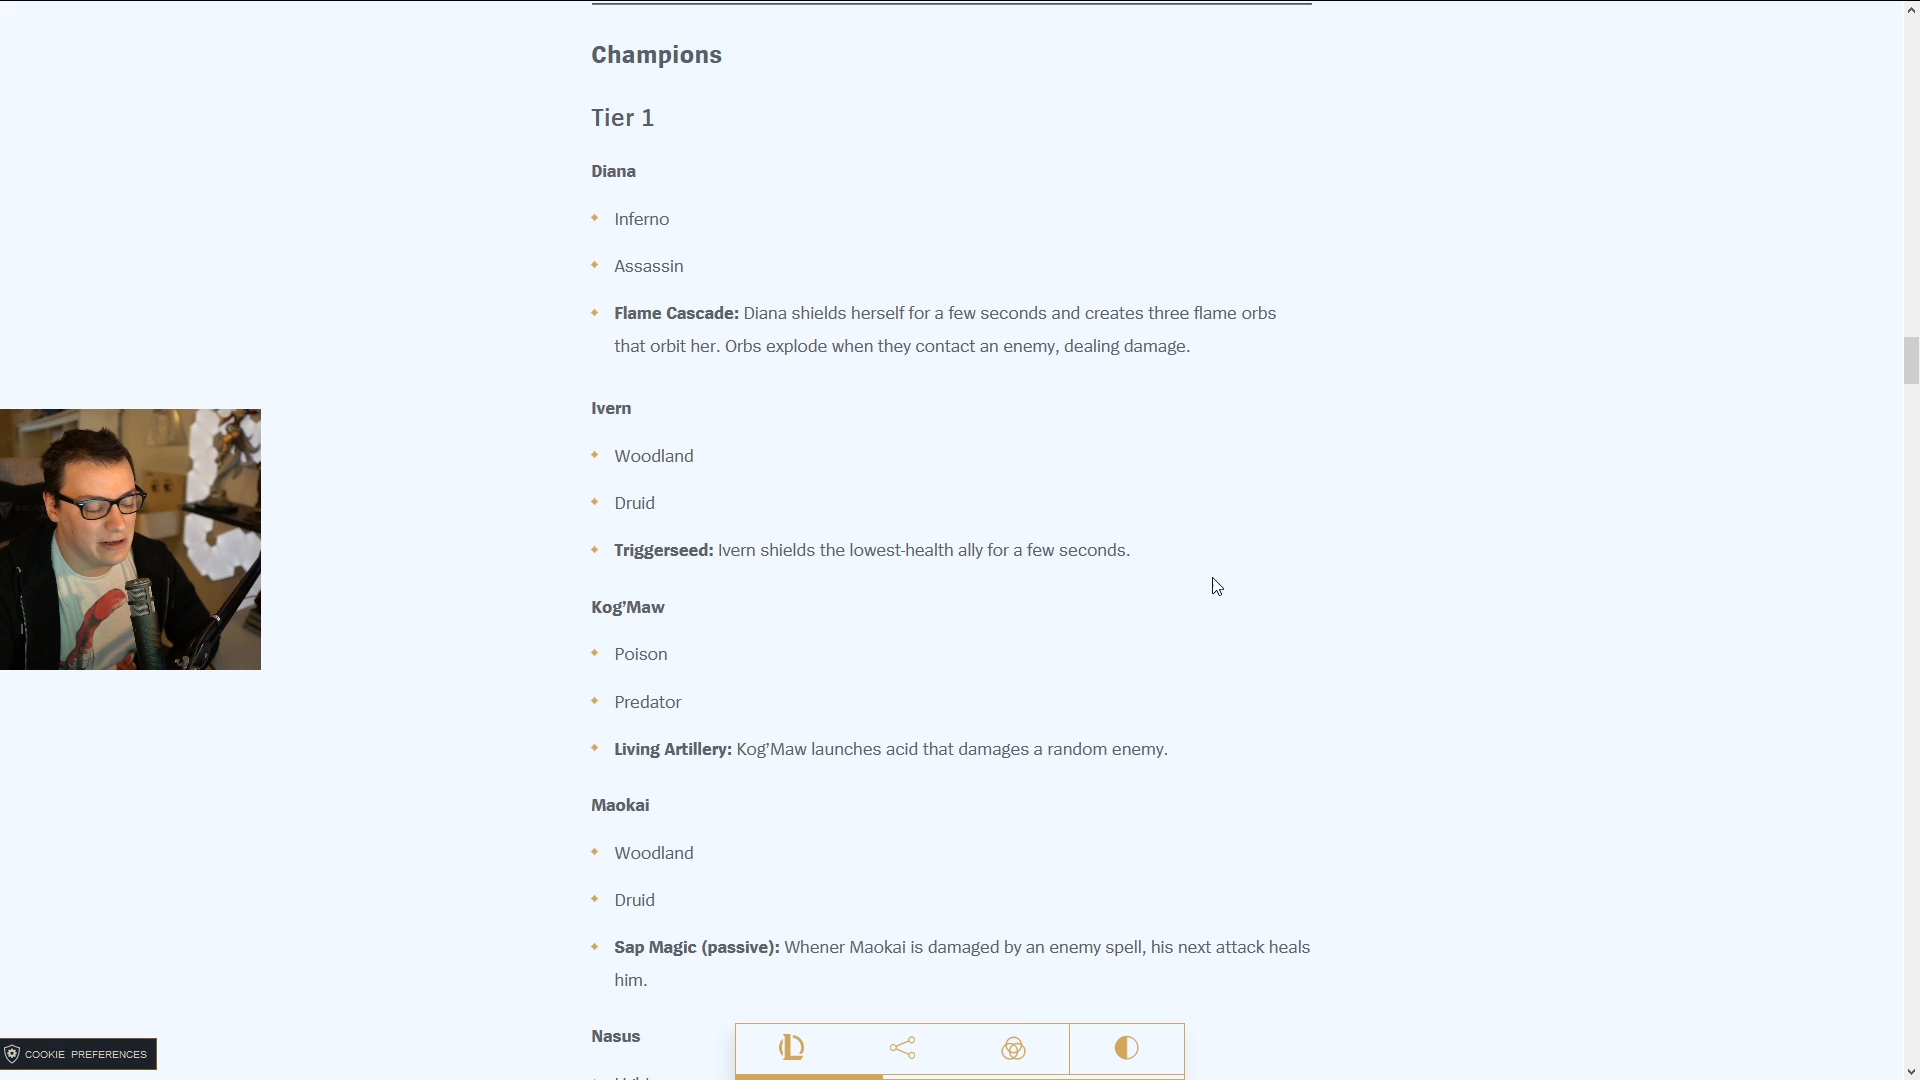 Champions
Tier 1
Diana
Inferno
Assassin
Flame Cascade: Diana shields herself for a few seconds and creates three flame orbs
that orbit her. Orbs explode when they contact an enemy, dealing damage.
Ivern
Woodland
Druid
Triggerseed: Ivern shields the lowest-health ally for a few seconds.
Kog’Maw
Poison
Predator
Living Artillery: Kog’Maw launches acid that damages a random enemy.
Maokai
Woodland
Druid
Sap Magic (passive): Whener Maokai is damaged by an enemy spell, his next attack heals
him.
Nasus
COOKIE PREFERENCES